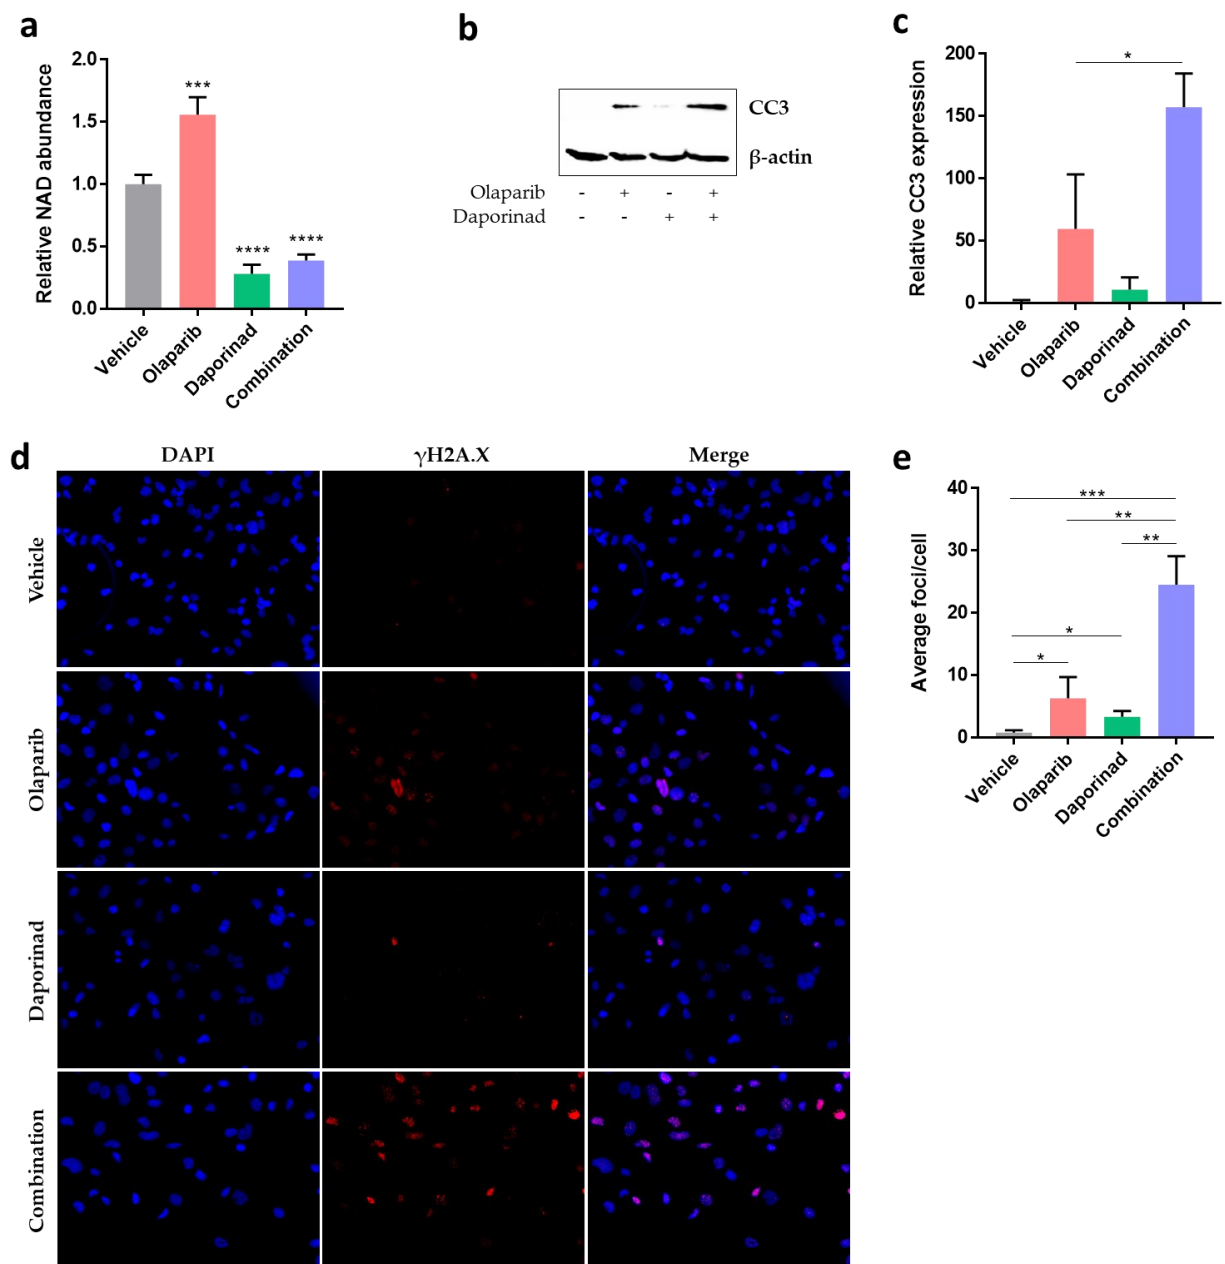 a
Relative NAD abundance
2.0
1.5
1.0
0.5
0.0
***
****
****
Vehicle
Olaparib
Daporinad
Combination
b
CC3
β-actin
Olaparib - + - +
Daporinad - - + +
c
Relative CC3 expression
200
150
100
50
0
*
Vehicle
Olaparib
Daporinad
Combination
d
DAPI γH2A.X Merge
Vehicle
Olaparib
Daporinad
Combination
e
Average foci/cell
40
30
20
10
0
***
**
**
*
*
Vehicle
Olaparib
Daporinad
Combination